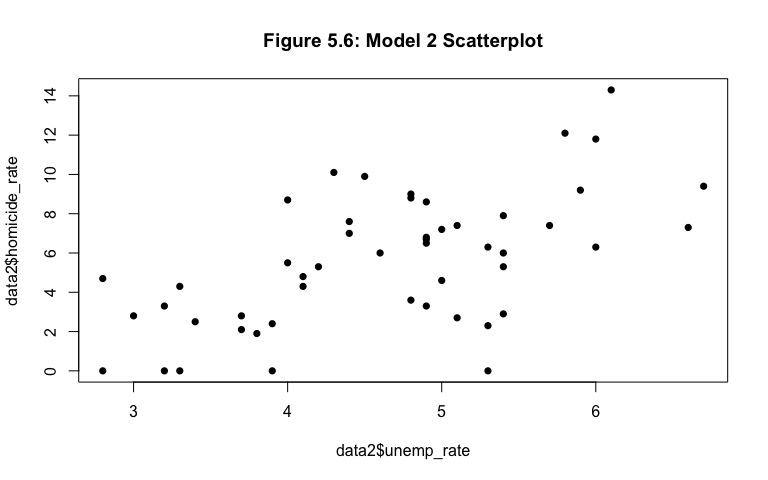 Figure 5.6: Model 2 Scatterplot
data2$homicide_rate
14
12
10
8
6
4
2
0
3 4 5 6
data2$unemp_rate